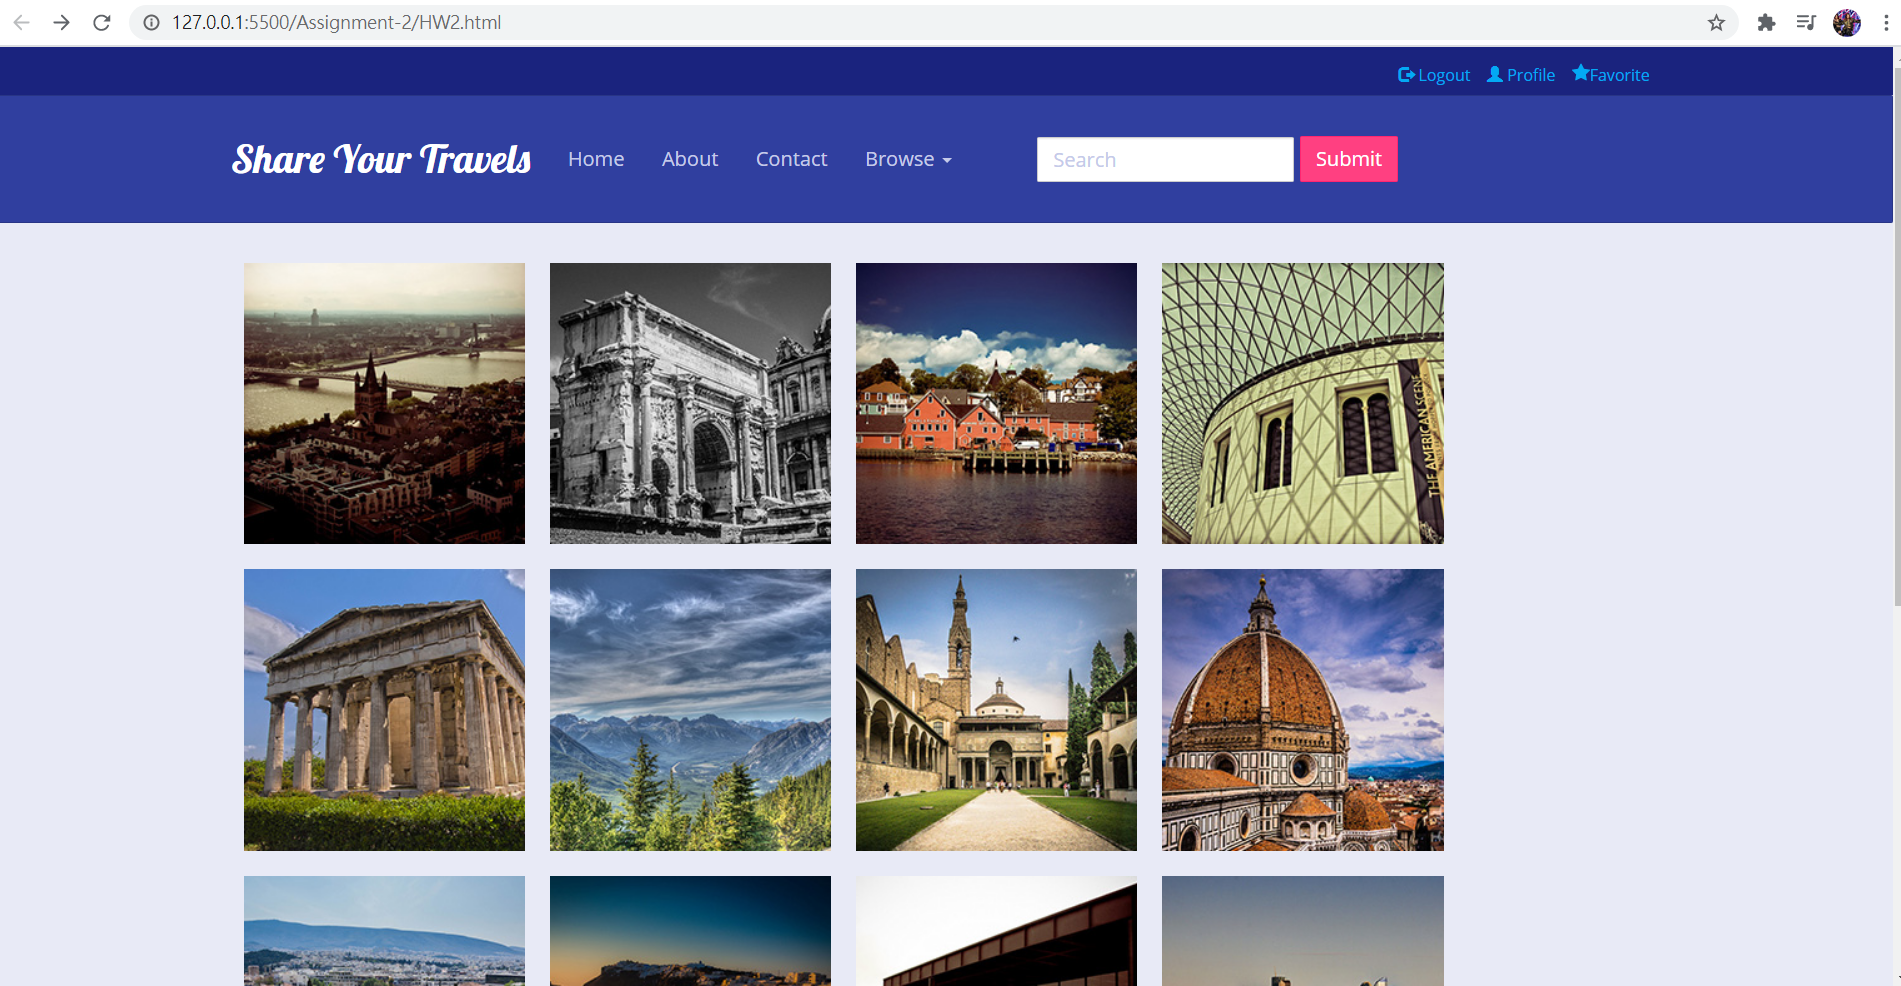 127.0.0.1:5500/Assignment-2/HW2.html
Logout Profile Favorite
Share Your Travels Home About Contact Browse Search Submit
THE AMERICAN SCENE